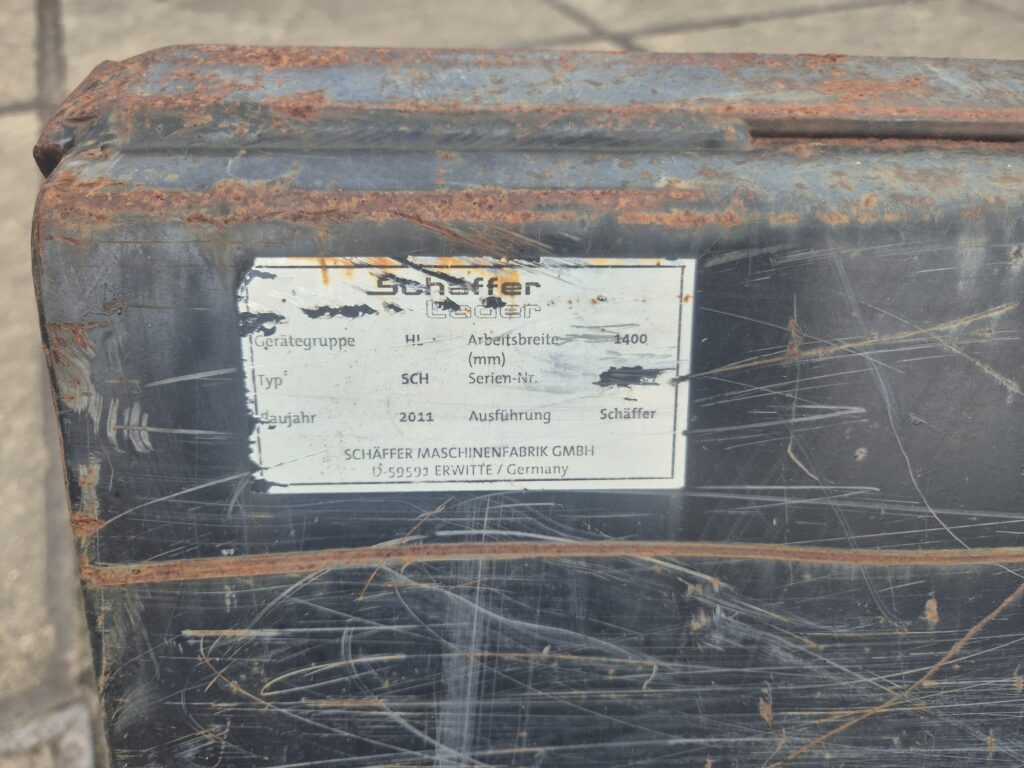 Schäffer
Lader
Gerätegruppe HL Arbeitsbreite 1400
(mm)
Typ SCH Serien-Nr.
Baujahr 2011 Ausführung Schäffer
SCHÄFFER MASCHINENFABRIK GMBH
D-59591 ERWITTE / Germany